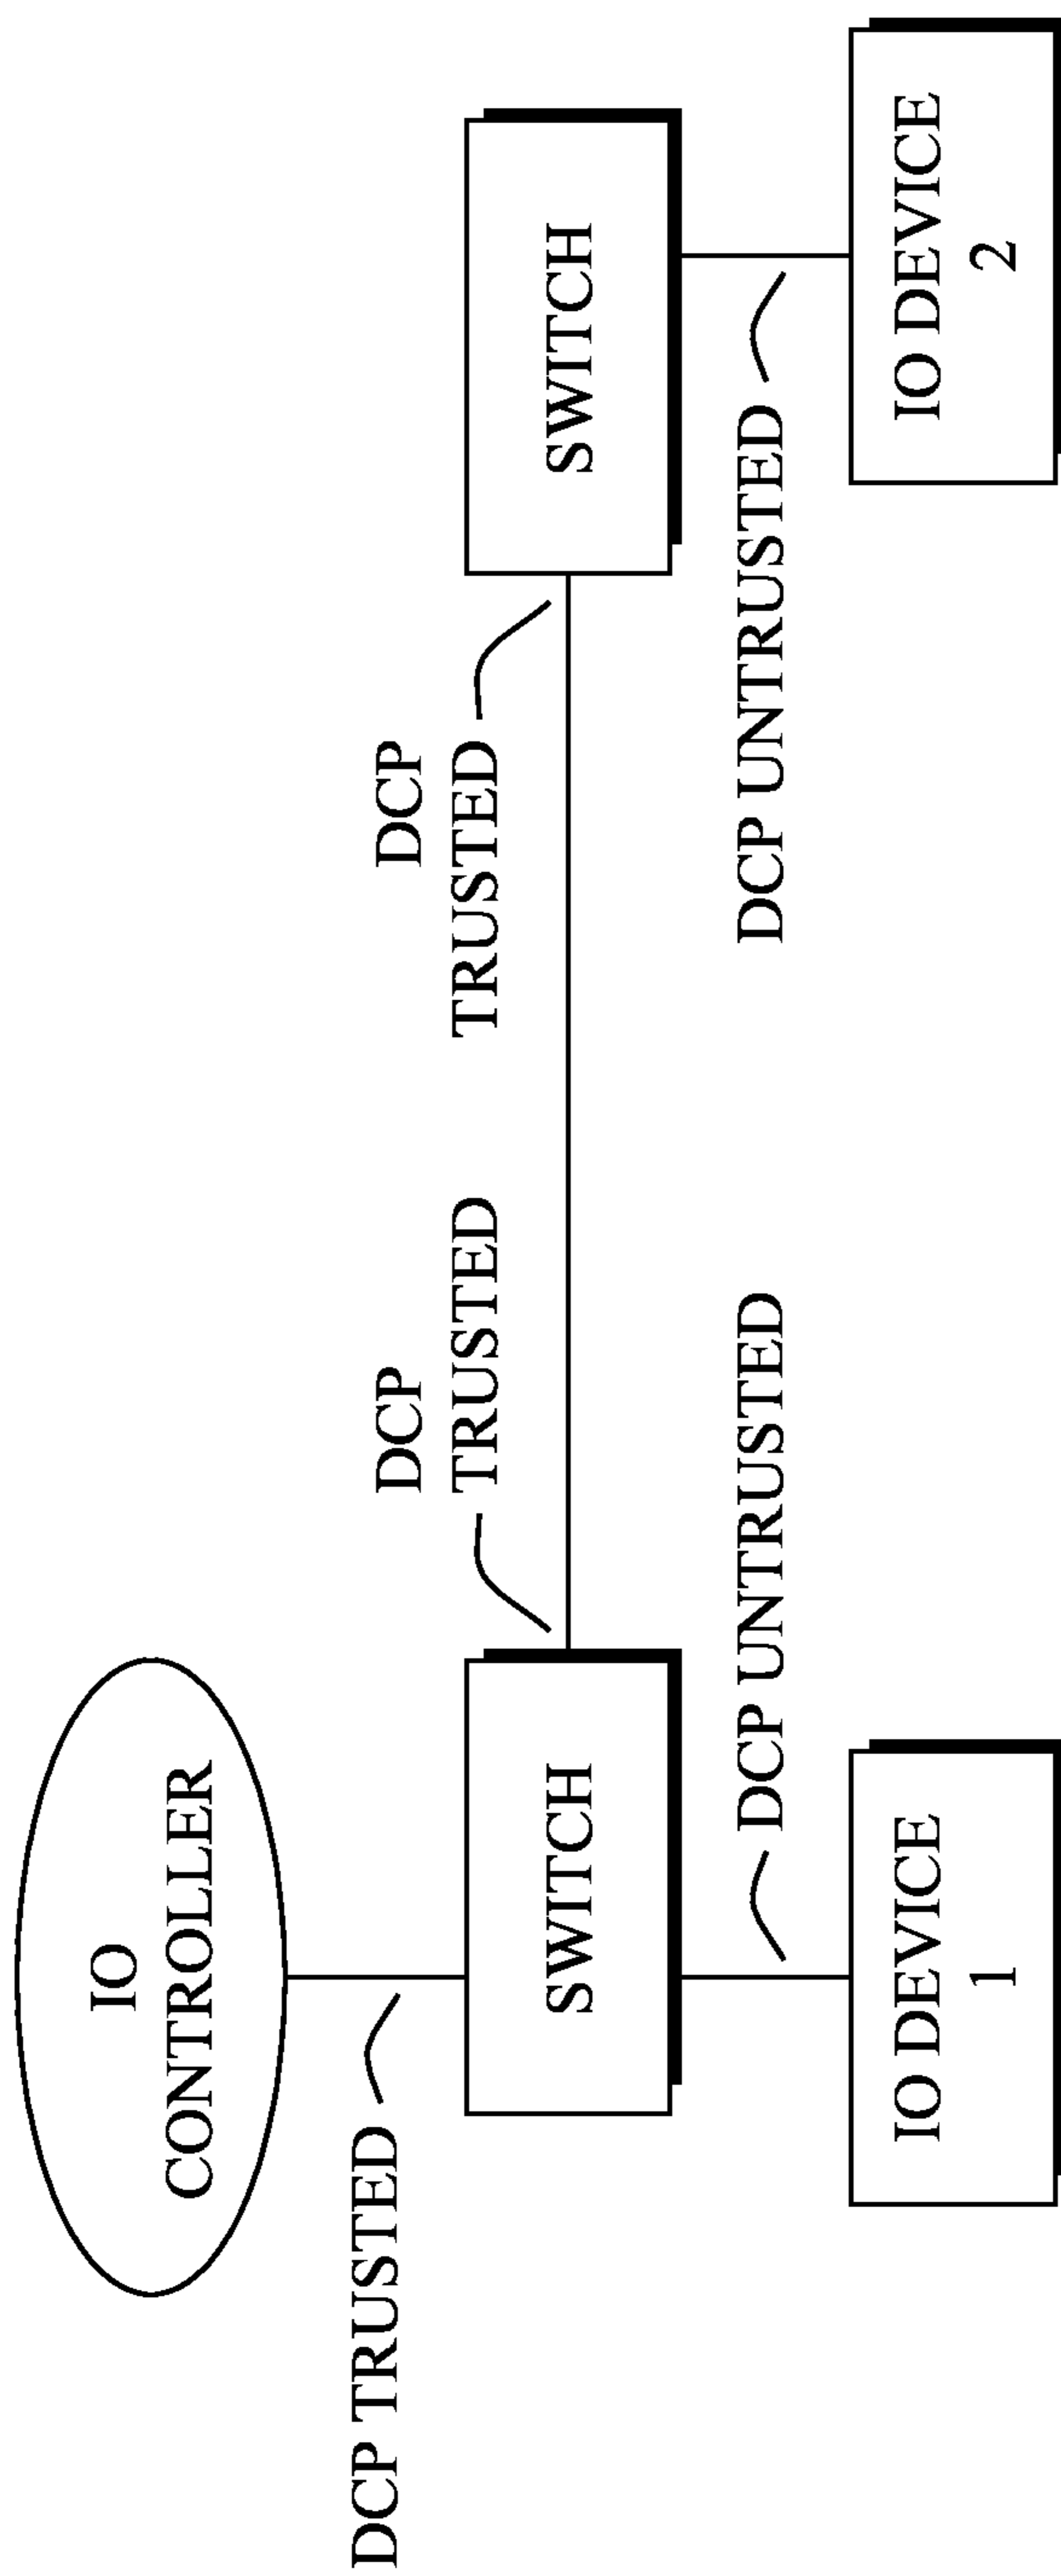 IO
CONTROLLER
DCP TRUSTED
DCP
TRUSTED
DCP
TRUSTED
SWITCH
SWITCH
DCP UNTRUSTED
DCP UNTRUSTED
IO DEVICE
1
IO DEVICE
2